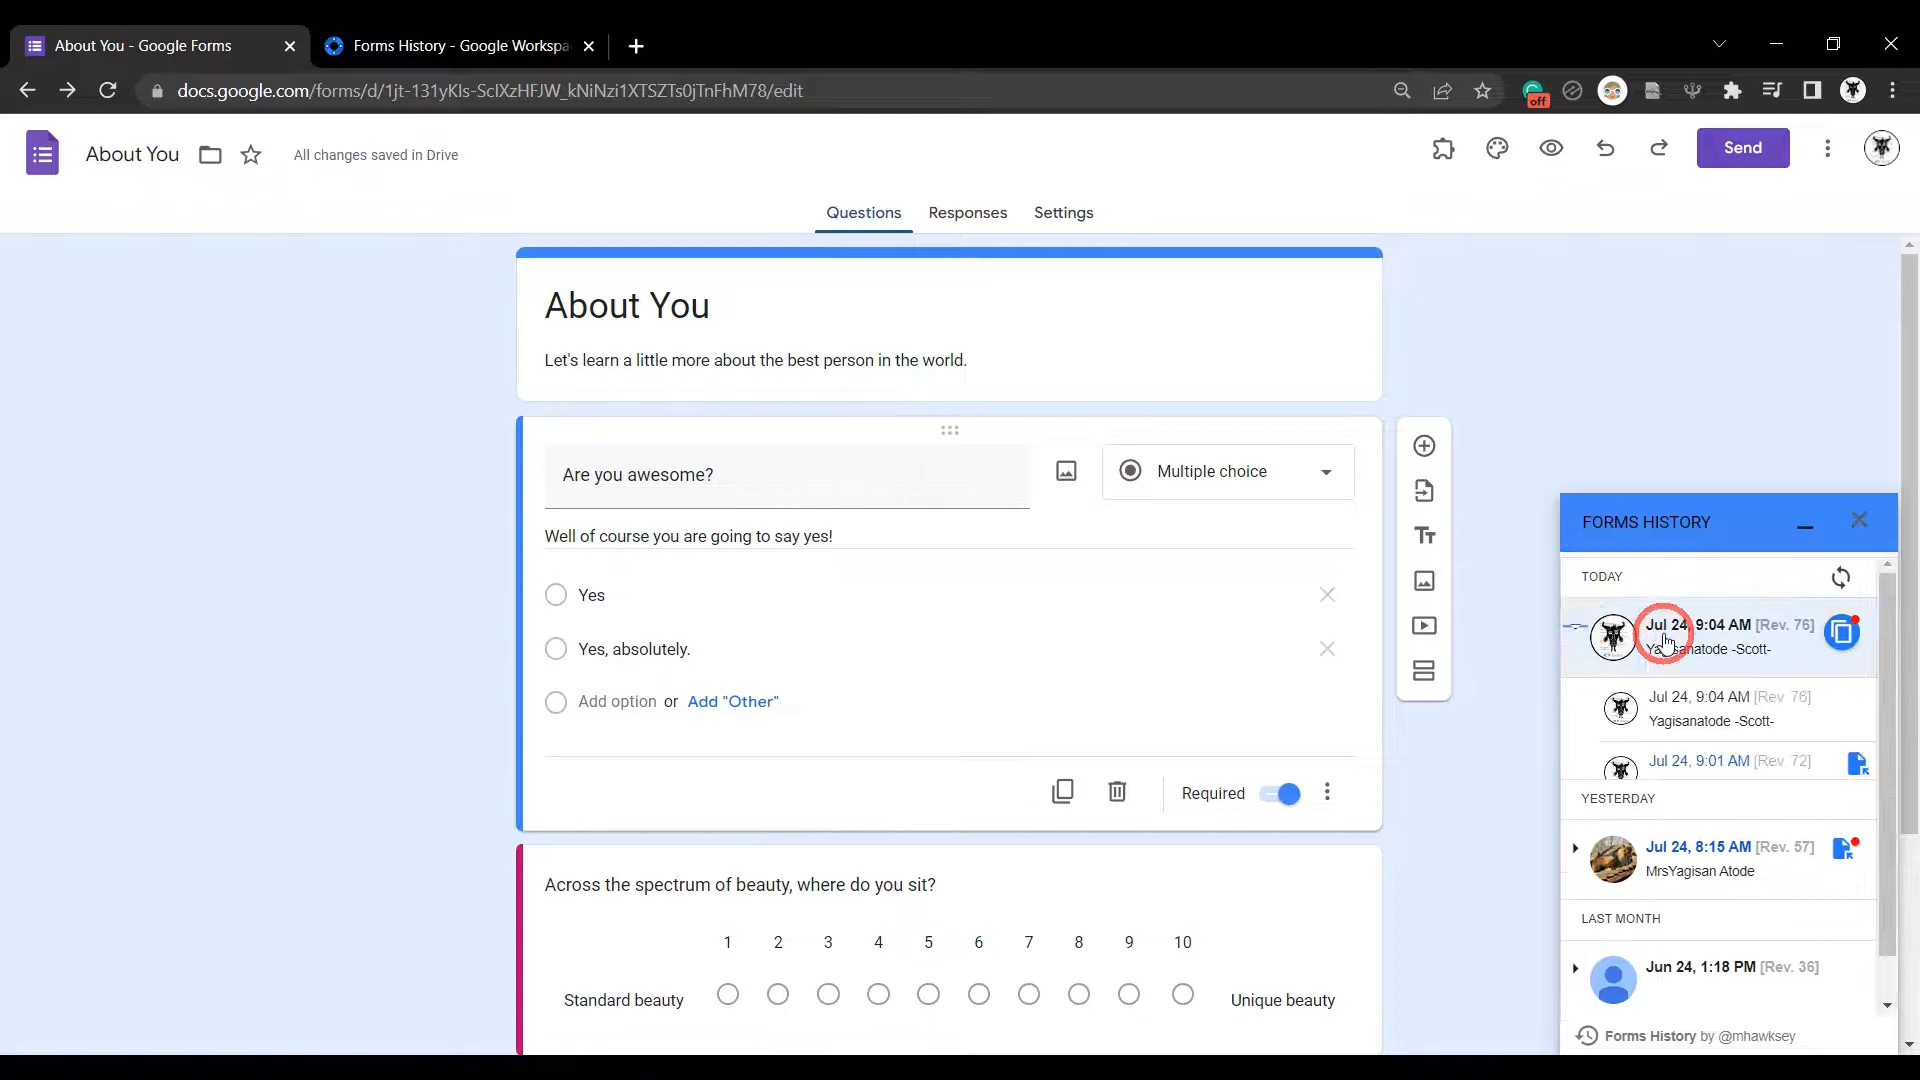 About You - Google Forms
Forms History - Google Workspa
docs.google.com/forms/d/1jt-131yKIs-ScIXzHFJW_kNiNzi1XTSZTs0jTnFhM78/edit
off
About You
All changes saved in Drive
Send
Questions
Responses
Settings
About You
Let's learn a little more about the best person in the world.
Are you awesome?
Multiple choice
Well of course you are going to say yes!
Yes
Yes, absolutely.
Add option or Add "Other"
Required
Across the spectrum of beauty, where do you sit?
1 2 3 4 5 6 7 8 9 10
Standard beauty
Unique beauty
FORMS HISTORY
TODAY
Jul 24, 9:04 AM [Rev. 76]
Yagisanatode -Scott-
Jul 24, 9:04 AM [Rev 76]
Yagisanatode -Scott-
Jul 24, 9:01 AM [Rev 72]
YESTERDAY
Jul 24, 8:15 AM [Rev. 57]
MrsYagisan Atode
LAST MONTH
Jun 24, 1:18 PM [Rev. 36]
Forms History by @mhawksey